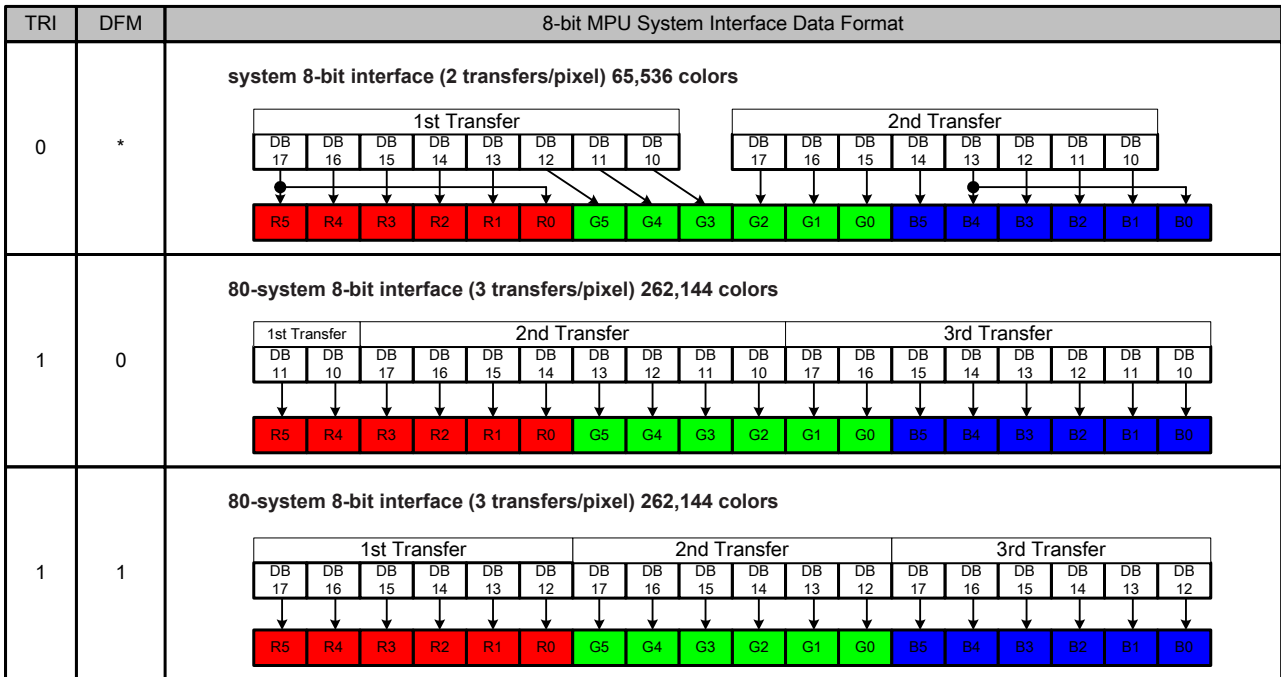 TRI DFM 8-bit MPU System Interface Data Format
system 8-bit interface (2 transfers/pixel) 65,536 colors
1st Transfer 2nd Transfer
DB DB DB DB DB DB DB DB DB DB DB DB DB DB DB DB
17 16 15 14 13 12 11 10 17 16 15 14 13 12 11 10
0 *
R5 R4 R3 R2 R1 R0 G5 G4 G3 G2 G1 G0 B5 B4 B3 B2 B1 B0
80-system 8-bit interface (3 transfers/pixel) 262,144 colors
1st Transfer 2nd Transfer 3rd Transfer
DB DB DB DB DB DB DB DB DB DB DB DB DB DB DB DB DB DB
11 10 17 16 15 14 13 12 11 10 17 16 15 14 13 12 11 10
1 0
R5 R4 R3 R2 R1 R0 G5 G4 G3 G2 G1 G0 B5 B4 B3 B2 B1 B0
80-system 8-bit interface (3 transfers/pixel) 262,144 colors
1st Transfer 2nd Transfer 3rd Transfer
DB DB DB DB DB DB DB DB DB DB DB DB DB DB DB DB DB DB
17 16 15 14 13 12 17 16 15 14 13 12 17 16 15 14 13 12
1 1
R5 R4 R3 R2 R1 R0 G5 G4 G3 G2 G1 G0 B5 B4 B3 B2 B1 B0